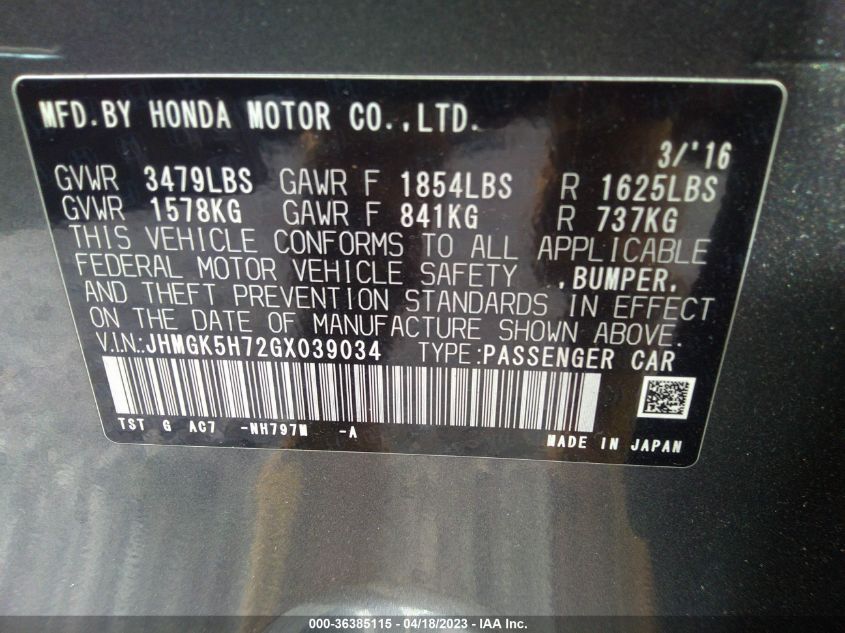 MFD.BY HONDA MOTOR CO.,LTD.
3/'16
GVWR 3479LBS GAWR F 1854LBS R 1625LBS
GVWR 1578KG GAWR F 841KG R 737KG
THIS VEHICLE CONFORMS TO ALL APPLICABLE
FEDERAL MOTOR VEHICLE SAFETY ,BUMPER,
AND THEFT PREVENTION STANDARDS IN EFFECT
ON THE DATE OF MANUFACTURE SHOWN ABOVE.
V.I.N.:JHMGK5H72GX039034 TYPE:PASSENGER CAR
TST G AC7 -NH797M -A
MADE IN JAPAN
000-36385115 - 04/18/2023 - IAA Inc.